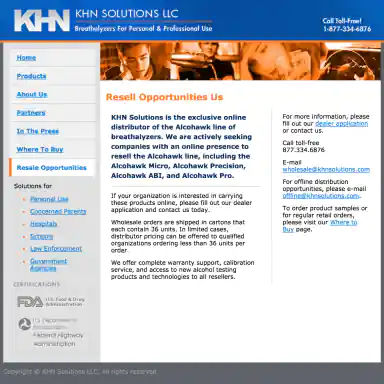 KHN
KHN SOLUTIONS LLC
Breathalyzers For Personal & Professional Use
Call Toll-Free!
1-877-334-6876
Home
Products
About Us
Partners
In The Press
Where To Buy
Resale Opportunities
Solutions for
Personal Use
Concerned Parents
Hospitals
Schools
Law Enforcement
Government
Agencies
CERTIFICATIONS
FDA U.S. Food & Drug
Administration
U.S. Department of
Transportation
Federal Highway
Administration
Resell Opportunities Us
KHN Solutions is the exclusive online
distributor of the Alcohawk line of
breathalyzers. We are actively seeking
companies with an online presence to
resell the Alcohawk line, including the
Alcohawk Micro, Alcohawk Precision,
Alcohawk ABI, and Alcohawk Pro.
If your organization is interested in carrying
these products online, please fill out our dealer
application and contact us today.
Wholesale orders are shipped in cartons that
each contain 36 units. In limited cases,
distributor pricing can be offered to qualified
organizations ordering less than 36 units per
order.
We offer complete warranty support, calibration
service, and access to new alcohol testing
products and technologies to all resellers.
For more information, please
fill out our dealer application
or contact us.
Call toll-free
877.334.6876
E-mail
wholesale@khnsolutions.com
For offline distribution
opportunities, please e-mail
offline@khnsolutions.com.
To order product samples or
for regular retail orders,
please visit our Where to
Buy page.
Copyright © KHN Solutions LLC, All rights reserved